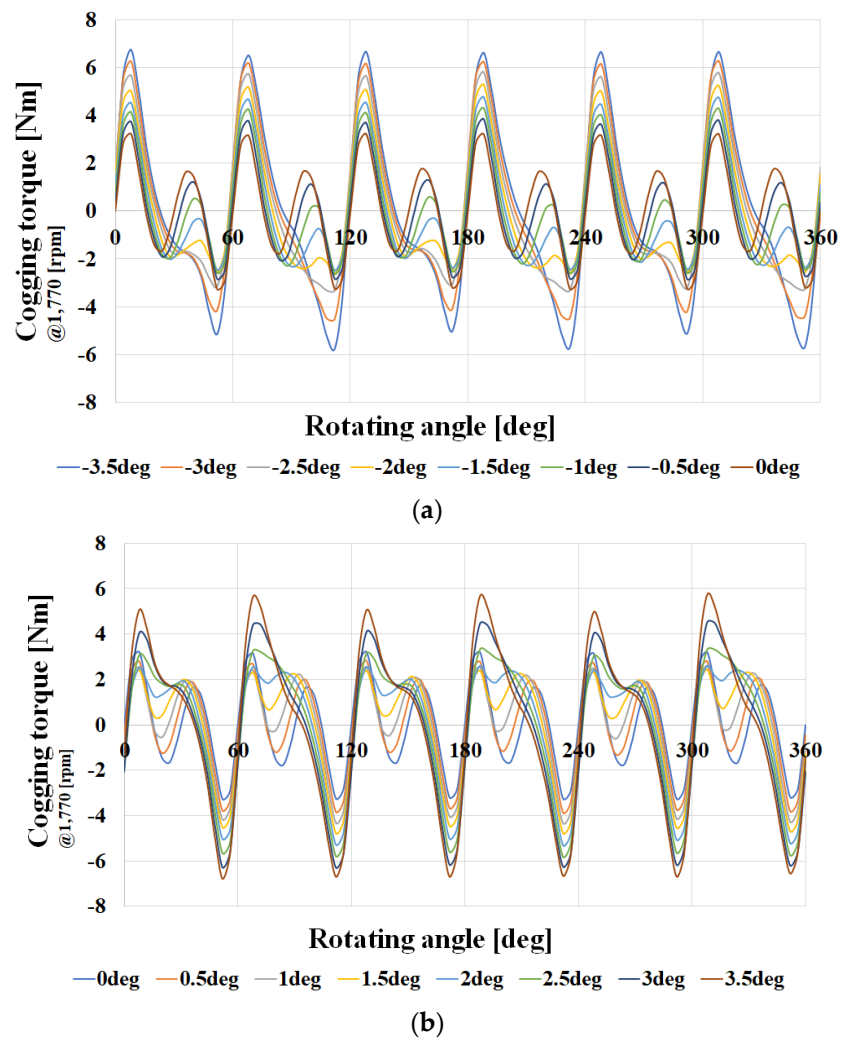 8
6
4
2
0
-2
-4
-6
-8
Cogging torque [Nm]
@1,770 [rpm]
0 60 120 180 240 300 360
Rotating angle [deg]
-3.5deg -3deg -2.5deg -2deg -1.5deg -1deg -0.5deg 0deg
(a)
8
6
4
2
0
-2
-4
-6
-8
Cogging torque [Nm]
@1,770 [rpm]
0 60 120 180 240 300 360
Rotating angle [deg]
0deg 0.5deg 1deg 1.5deg 2deg 2.5deg 3deg 3.5deg
(b)